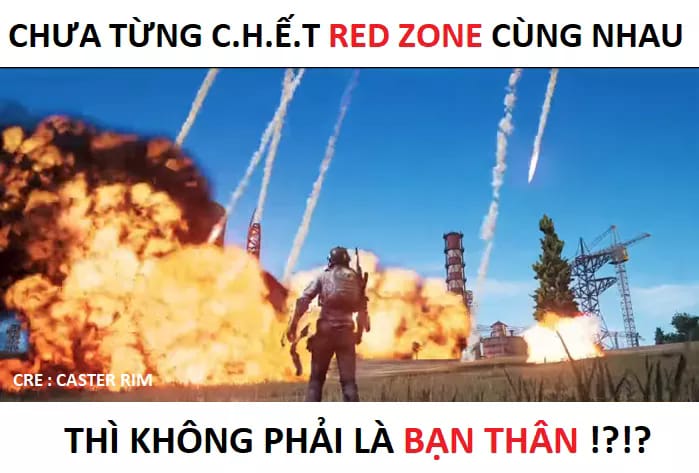 CHƯA TỪNG C.H.Ế.T RED ZONE CÙNG NHAU
CRE : CASTER RIM
THÌ KHÔNG PHẢI LÀ BẠN THÂN !?!?